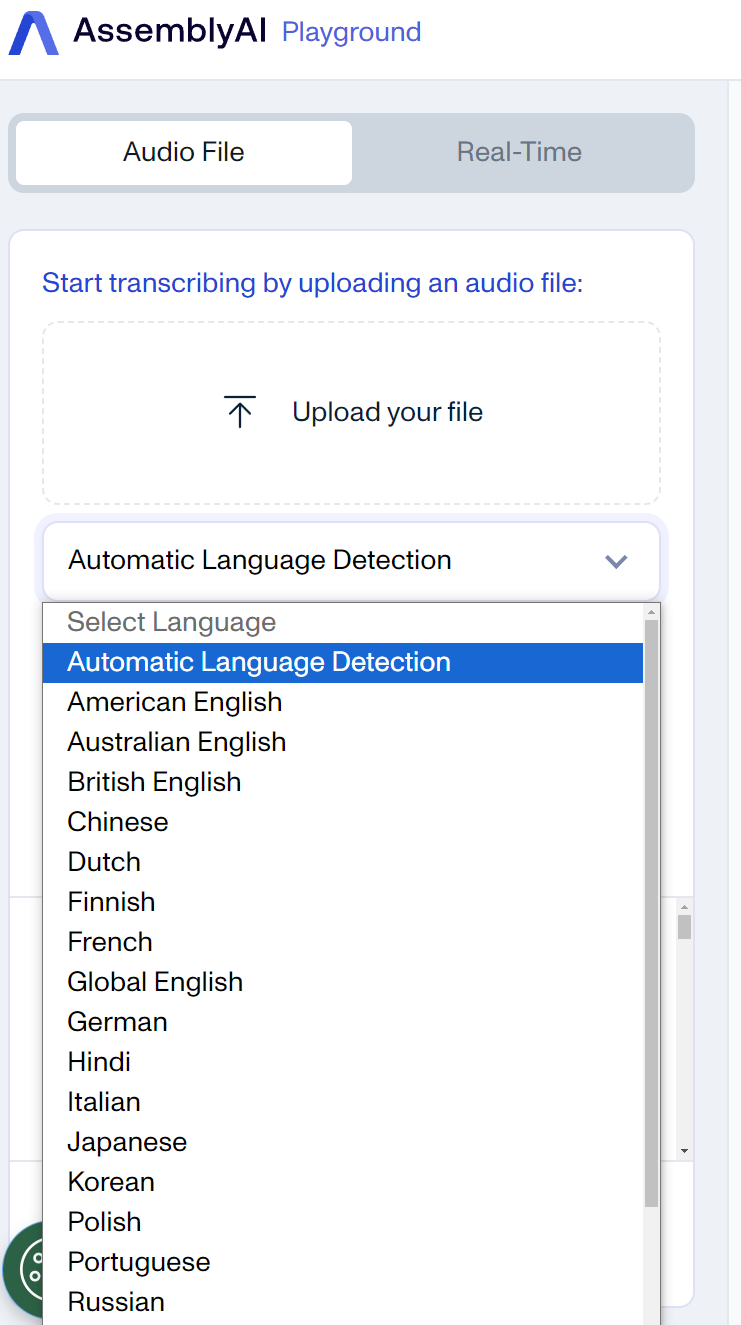 AssemblyAI Playground
Audio File Real-Time
Start transcribing by uploading an audio file:
Upload your file
Automatic Language Detection
Select Language
Automatic Language Detection
American English
Australian English
British English
Chinese
Dutch
Finnish
French
Global English
German
Hindi
Italian
Japanese
Korean
Polish
Portuguese
Russian